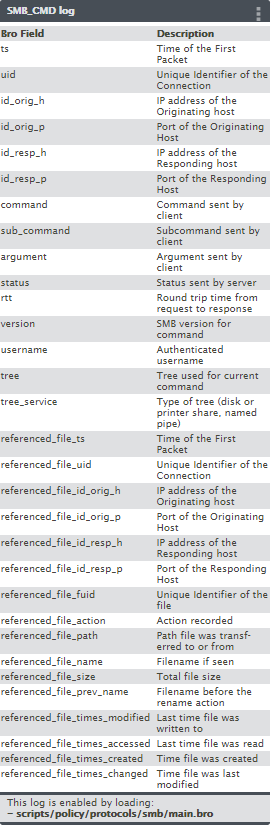 SMB_CMD log
Bro Field Description
ts Time of the First
Packet
uid Unique Identifier of the
Connection
id_orig_h IP address of the
Originating host
id_orig_p Port of the Originating
Host
id_resp_h IP address of the
Responding host
id_resp_p Port of the Responding
Host
command Command sent by
client
sub_command Subcommand sent by
client
argument Argument sent by
client
status Status sent by server
rtt Round trip time from
request to response
version SMB version for
command
username Authenticated
username
tree Tree used for current
command
tree_service Type of tree (disk or
printer share, named
pipe)
referenced_file_ts Time of the First
Packet
referenced_file_uid Unique Identifier of the
Connection
referenced_file_id_orig_h IP address of the
Originating host
referenced_file_id_orig_p Port of the Originating
Host
referenced_file_id_resp_h IP address of the
Responding host
referenced_file_id_resp_p Port of the Responding
Host
referenced_file_fuid Unique Identifier of the
file
referenced_file_action Action recorded
referenced_file_path Path file was transf-
erred to or from
referenced_file_name Filename if seen
referenced_file_size Total file size
referenced_file_prev_name Filename before the
rename action
referenced_file_times_modified Last time file was
written to
referenced_file_times_accessed Last time file was read
referenced_file_times_created Time file was created
referenced_file_times_changed Time file was last
modified
This log is enabled by loading:
– scripts/policy/protocols/smb/main.bro